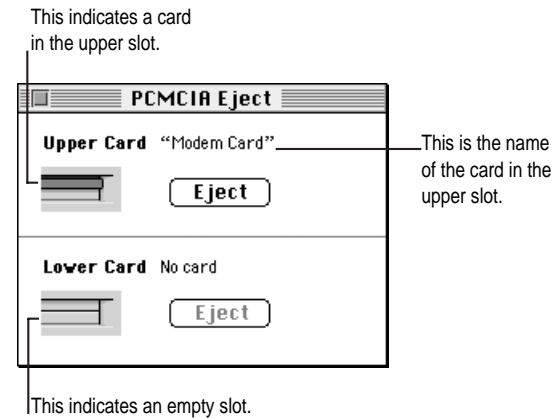 This indicates a card
in the upper slot.
PCMCIA Eject
Upper Card “Modem Card”
This is the name
of the card in the
upper slot.
Eject
Lower Card No card
Eject
This indicates an empty slot.